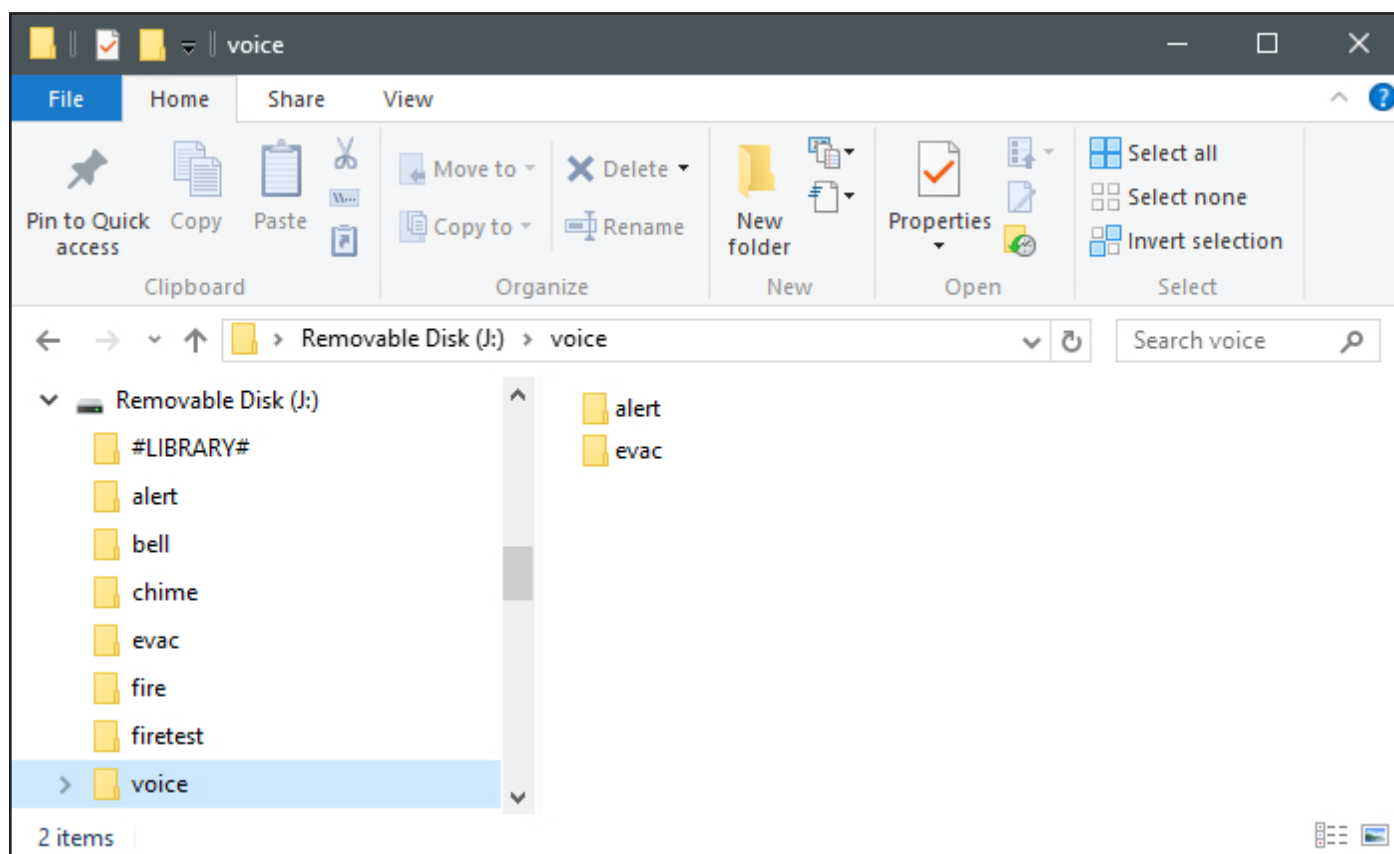 voice
File Home Share View
Pin to Quick access
Copy
Paste
Clipboard
Move to
Copy to
Delete
Rename
Organize
New folder
New
Properties
Open
Select all
Select none
Invert selection
Select
Removable Disk (J:) > voice
Search voice
Removable Disk (J:)
#LIBRARY#
alert
bell
chime
evac
fire
firetest
voice
alert
evac
2 items